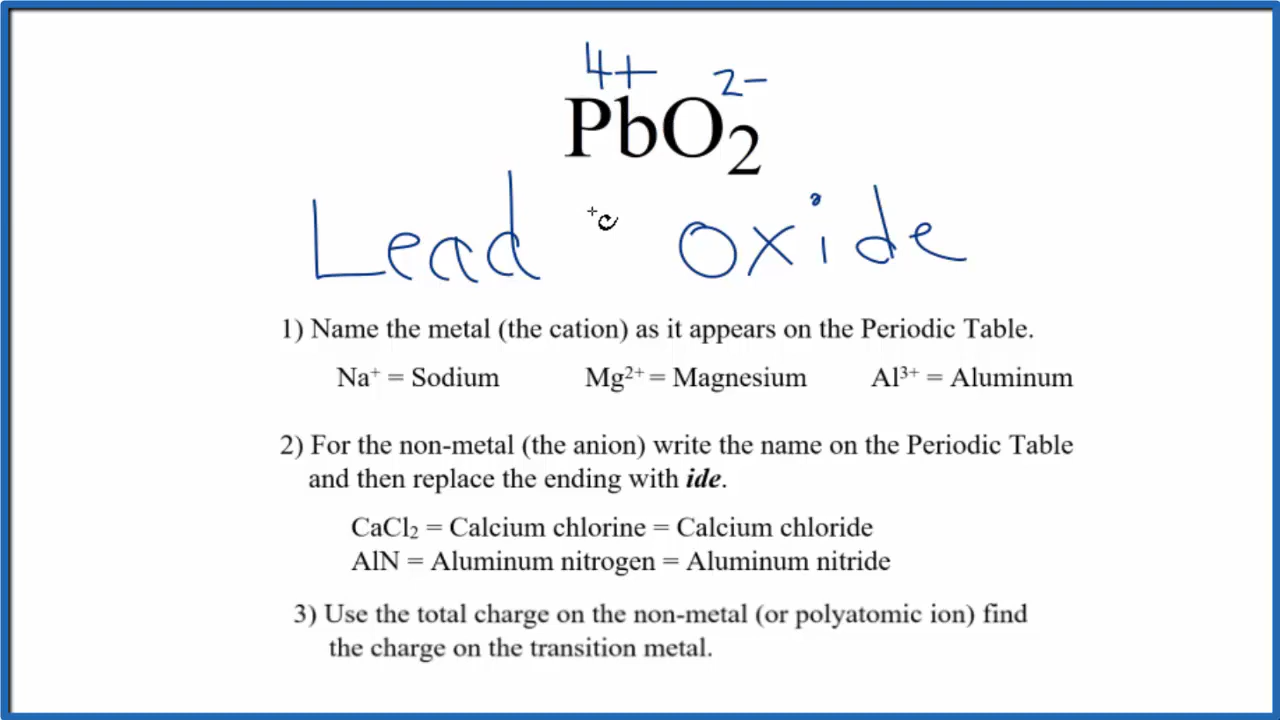 4+ 2−
PbO₂
Lead oxide
1) Name the metal (the cation) as it appears on the Periodic Table.
Na⁺ = Sodium Mg²⁺ = Magnesium Al³⁺ = Aluminum
2) For the non-metal (the anion) write the name on the Periodic Table
and then replace the ending with ide.
CaCl₂ = Calcium chlorine = Calcium chloride
AlN = Aluminum nitrogen = Aluminum nitride
3) Use the total charge on the non-metal (or polyatomic ion) find
the charge on the transition metal.